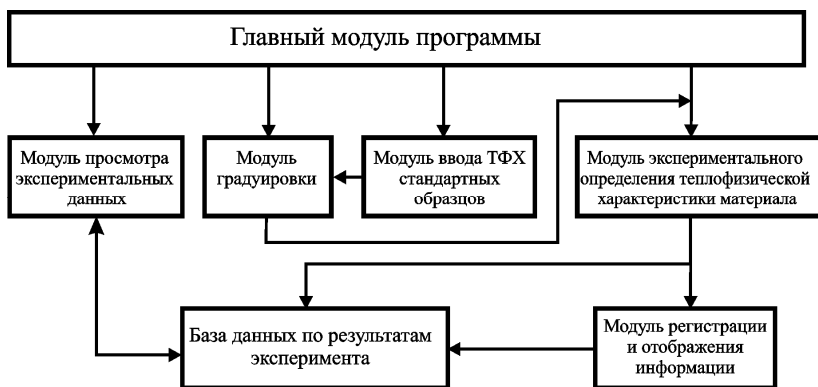 Главный модуль программы
Модуль просмотра
экспериментальных
данных
Модуль
градуировки
Модуль ввода ТФХ
стандартных
образцов
Модуль экспериментального
определения теплофизической
характеристики материала
База данных по результатам
эксперимента
Модуль регистрации
и отображения
информации